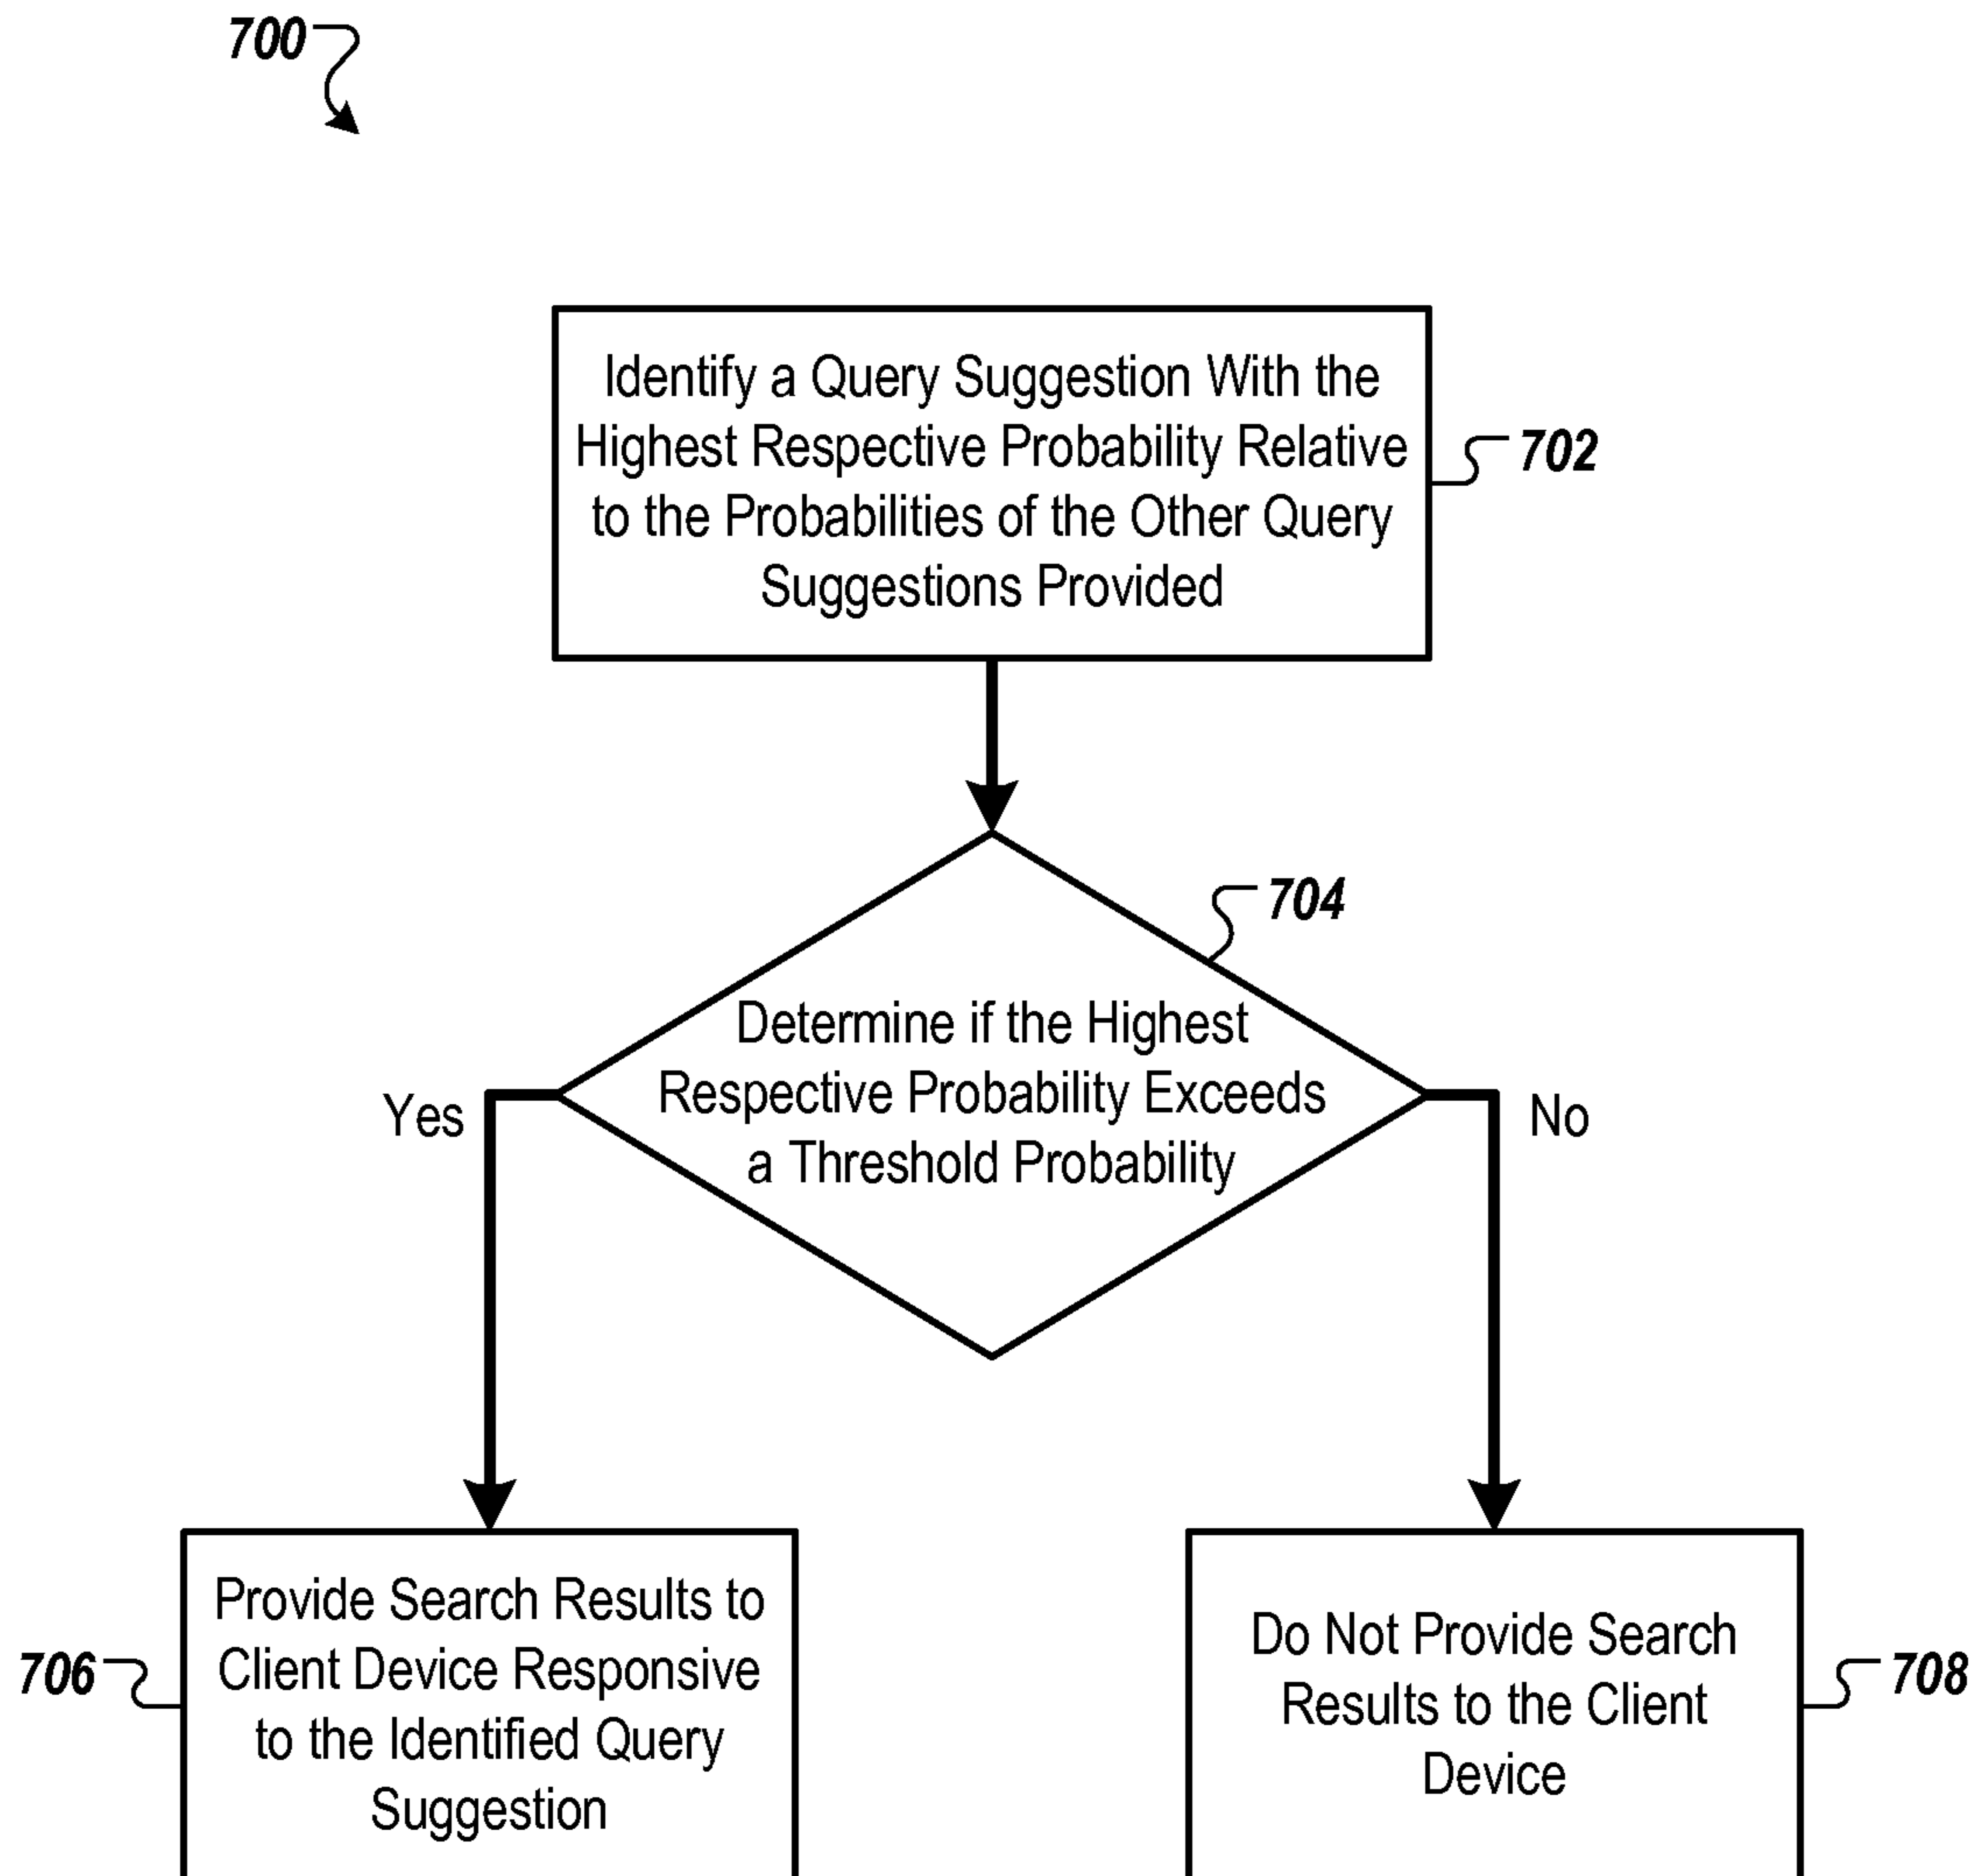 700
Identify a Query Suggestion With the
Highest Respective Probability Relative
to the Probabilities of the Other Query
Suggestions Provided
702
704
Determine if the Highest
Respective Probability Exceeds
a Threshold Probability
Yes
No
Provide Search Results to
Client Device Responsive
to the Identified Query
Suggestion
706
Do Not Provide Search
Results to the Client
Device
708